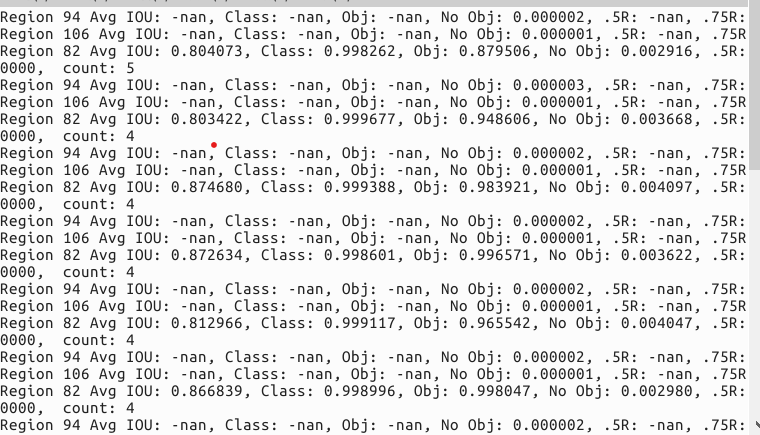 Region 94 Avg IOU: -nan, Class: -nan, Obj: -nan, No Obj: 0.000002, .5R: -nan, .75R:
Region 106 Avg IOU: -nan, Class: -nan, Obj: -nan, No Obj: 0.000001, .5R: -nan, .75R
Region 82 Avg IOU: 0.804073, Class: 0.998262, Obj: 0.879506, No Obj: 0.002916, .5R:
0000,  count: 5
Region 94 Avg IOU: -nan, Class: -nan, Obj: -nan, No Obj: 0.000003, .5R: -nan, .75R:
Region 106 Avg IOU: -nan, Class: -nan, Obj: -nan, No Obj: 0.000001, .5R: -nan, .75R
Region 82 Avg IOU: 0.803422, Class: 0.999677, Obj: 0.948606, No Obj: 0.003668, .5R:
0000,  count: 4
Region 94 Avg IOU: -nan, Class: -nan, Obj: -nan, No Obj: 0.000002, .5R: -nan, .75R:
Region 106 Avg IOU: -nan, Class: -nan, Obj: -nan, No Obj: 0.000001, .5R: -nan, .75R
Region 82 Avg IOU: 0.874680, Class: 0.999388, Obj: 0.983921, No Obj: 0.004097, .5R:
0000,  count: 4
Region 94 Avg IOU: -nan, Class: -nan, Obj: -nan, No Obj: 0.000002, .5R: -nan, .75R:
Region 106 Avg IOU: -nan, Class: -nan, Obj: -nan, No Obj: 0.000001, .5R: -nan, .75R
Region 82 Avg IOU: 0.872634, Class: 0.998601, Obj: 0.996571, No Obj: 0.003622, .5R:
0000,  count: 4
Region 94 Avg IOU: -nan, Class: -nan, Obj: -nan, No Obj: 0.000002, .5R: -nan, .75R:
Region 106 Avg IOU: -nan, Class: -nan, Obj: -nan, No Obj: 0.000001, .5R: -nan, .75R
Region 82 Avg IOU: 0.812966, Class: 0.999117, Obj: 0.965542, No Obj: 0.004047, .5R:
0000,  count: 4
Region 94 Avg IOU: -nan, Class: -nan, Obj: -nan, No Obj: 0.000002, .5R: -nan, .75R:
Region 106 Avg IOU: -nan, Class: -nan, Obj: -nan, No Obj: 0.000001, .5R: -nan, .75R
Region 82 Avg IOU: 0.866839, Class: 0.998996, Obj: 0.998047, No Obj: 0.002980, .5R:
0000,  count: 4
Region 94 Avg IOU: -nan, Class: -nan, Obj: -nan, No Obj: 0.000002, .5R: -nan, .75R: